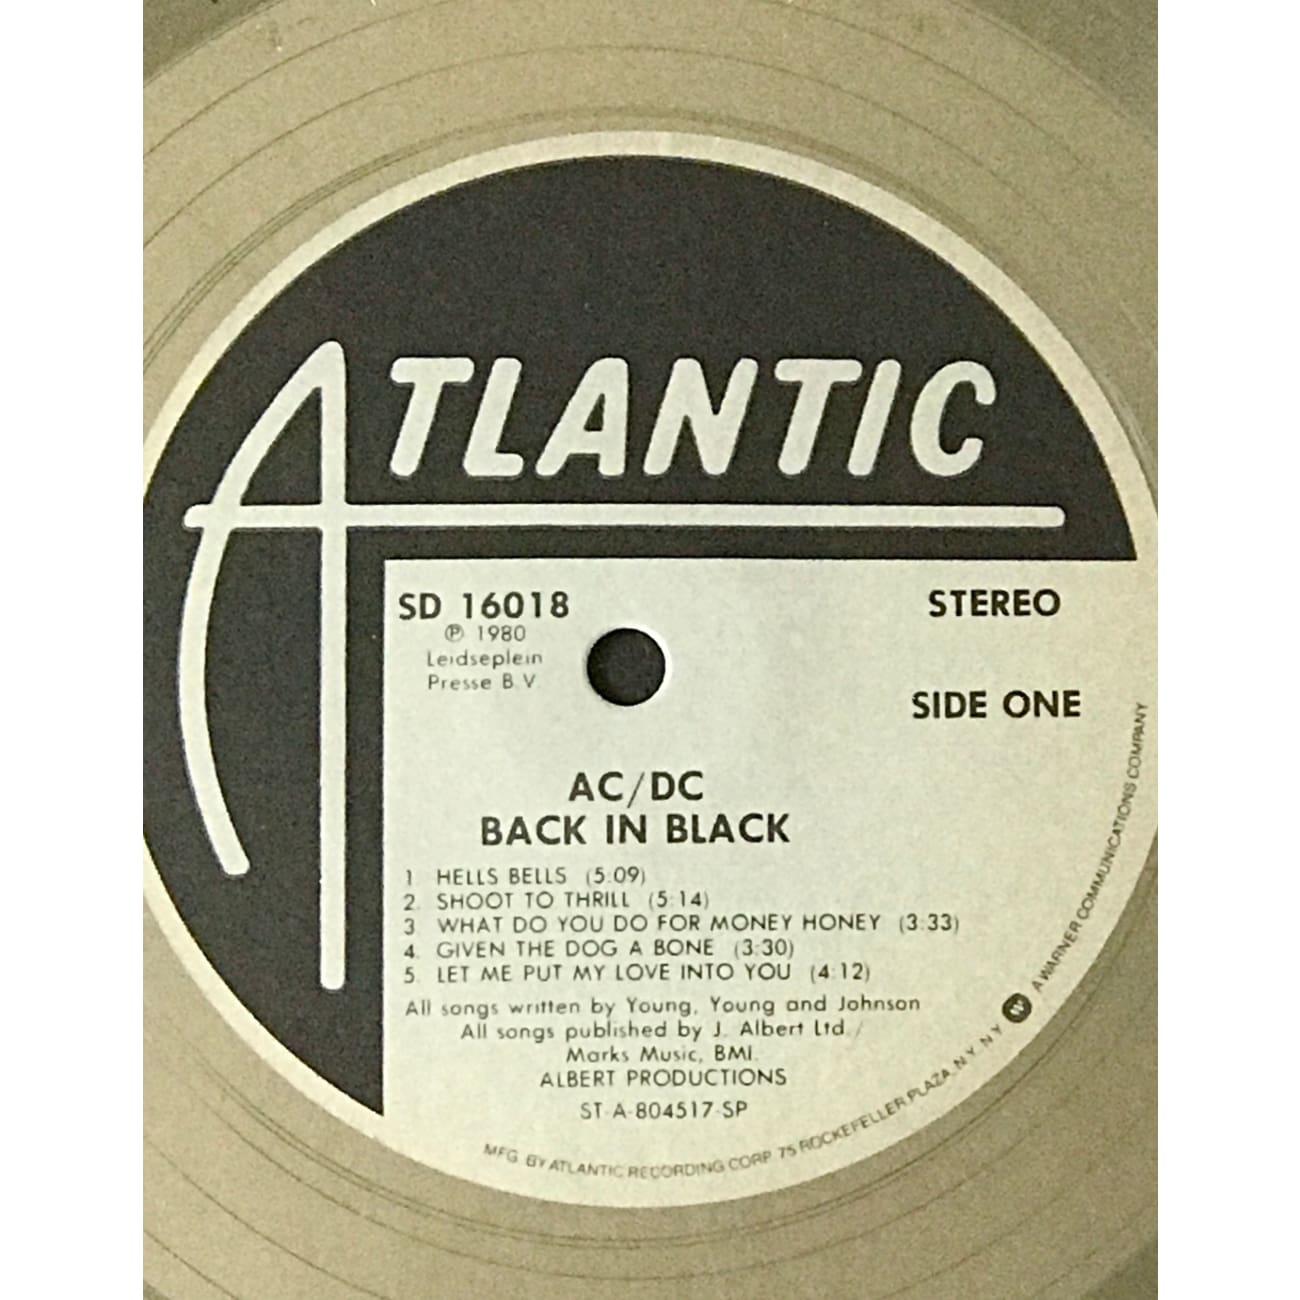 ATLANTIC
SD 16018
STEREO
℗ 1980
Leidseplein
Presse B.V.
SIDE ONE
AC/DC
BACK IN BLACK
1. HELLS BELLS (5:09)
2. SHOOT TO THRILL (5:14)
3. WHAT DO YOU DO FOR MONEY HONEY (3:33)
4. GIVEN THE DOG A BONE (3:30)
5. LET ME PUT MY LOVE INTO YOU (4:12)
All songs written by Young, Young and Johnson
All songs published by J. Albert Ltd./
Marks Music, BMI.
ALBERT PRODUCTIONS
ST-A-804517-SP
MFG. BY ATLANTIC RECORDING CORP. 75 ROCKEFELLER PLAZA, N.Y. N.Y. W A WARNER COMMUNICATIONS COMPANY